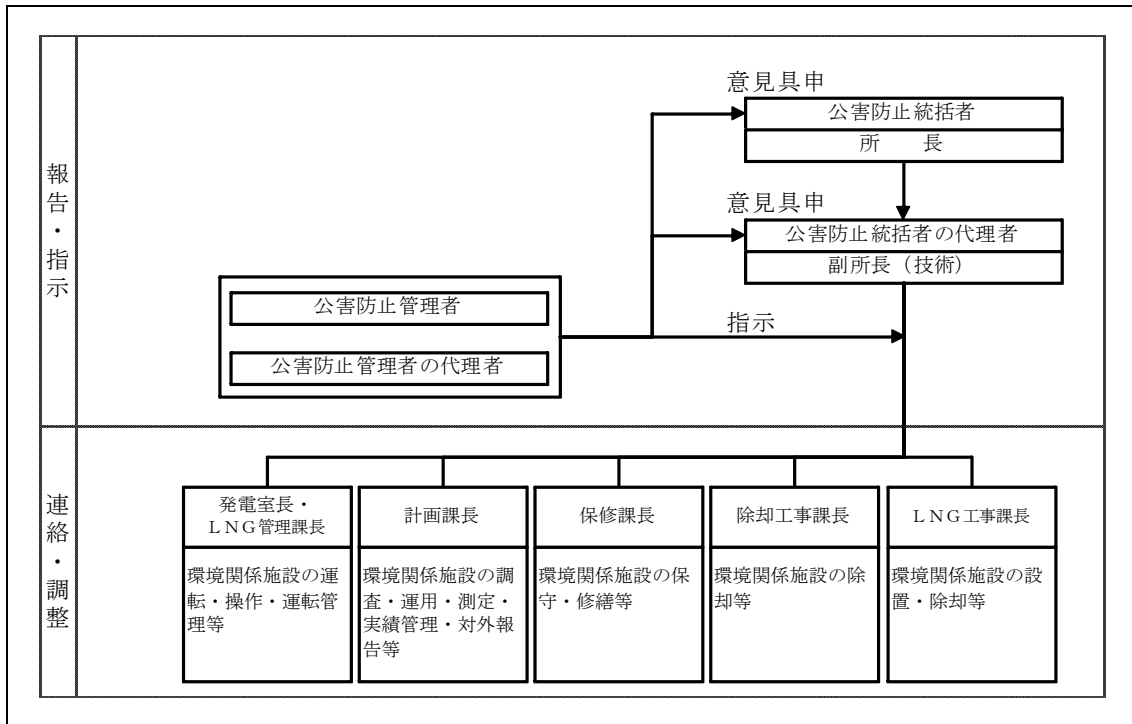 報告・指示
意見具申
公害防止統括者
所　　長
意見具申
公害防止統括者の代理者
副所長（技術）
公害防止管理者
指示
公害防止管理者の代理者
連絡・調整
発電室長・
ＬＮＧ管理課長
環境関係施設の運
転・操作・運転管
理等
計画課長
環境関係施設の調
査・運用・測定・
実績管理・対外報
告等
保修課長
環境関係施設の保
守・修繕等
除却工事課長
環境関係施設の除
却等
ＬＮＧ工事課長
環境関係施設の設
置・除却等